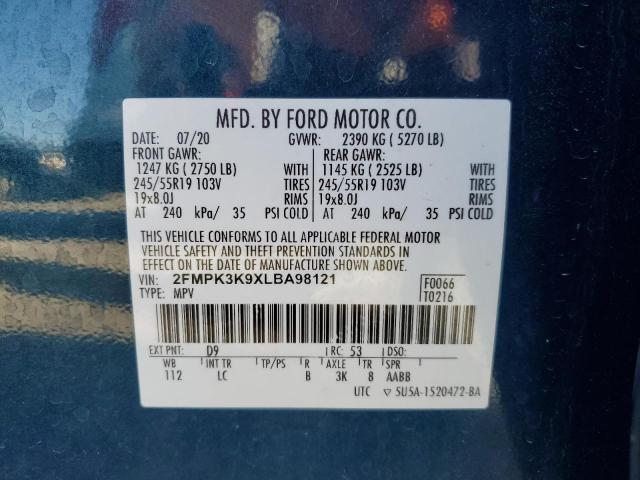 MFD. BY FORD MOTOR CO.
DATE: 07/20 GVWR: 2390 KG ( 5270 LB)
FRONT GAWR: REAR GAWR:
1247 KG ( 2750 LB) WITH 1145 KG ( 2525 LB) WITH
245/55R19 103V TIRES 245/55R19 103V TIRES
19x8.0J RIMS 19x8.0J RIMS
AT 240 kPa/ 35 PSI COLD AT 240 kPa/ 35 PSI COLD
THIS VEHICLE CONFORMS TO ALL APPLICABLE FEDERAL MOTOR
VEHICLE SAFETY AND THEFT PREVENTION STANDARDS IN
EFFECT ON THE DATE OF MANUFACTURE SHOWN ABOVE.
VIN: 2FMPK3K9XLBA98121 F0066
TYPE: MPV T0216
EXT PNT: D9 RC: 53 DSO:
WB INT TR TP/PS R AXLE TR SPR
112 LC B 3K 8 AABB
UTC ▽ 5U5A-1520472-BA